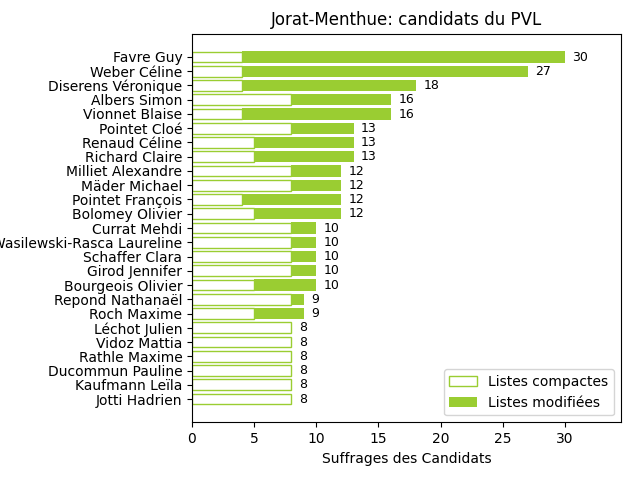 Jorat-Menthue: candidats du PVL
Favre Guy 30
Weber Céline 27
Diserens Véronique 18
Albers Simon 16
Vionnet Blaise 16
Pointet Cloé 13
Renaud Céline 13
Richard Claire 13
Milliet Alexandre 12
Mäder Michael 12
Pointet François 12
Bolomey Olivier 12
Currat Mehdi 10
Wasilewski-Rasca Laureline 10
Schaffer Clara 10
Girod Jennifer 10
Bourgeois Olivier 10
Repond Nathanaël 9
Roch Maxime 9
Léchot Julien 8
Vidoz Mattia 8
Rathle Maxime 8
Ducommun Pauline 8
Kaufmann Leïla 8
Jotti Hadrien 8
Listes compactes
Listes modifiées
0 5 10 15 20 25 30
Suffrages des Candidats